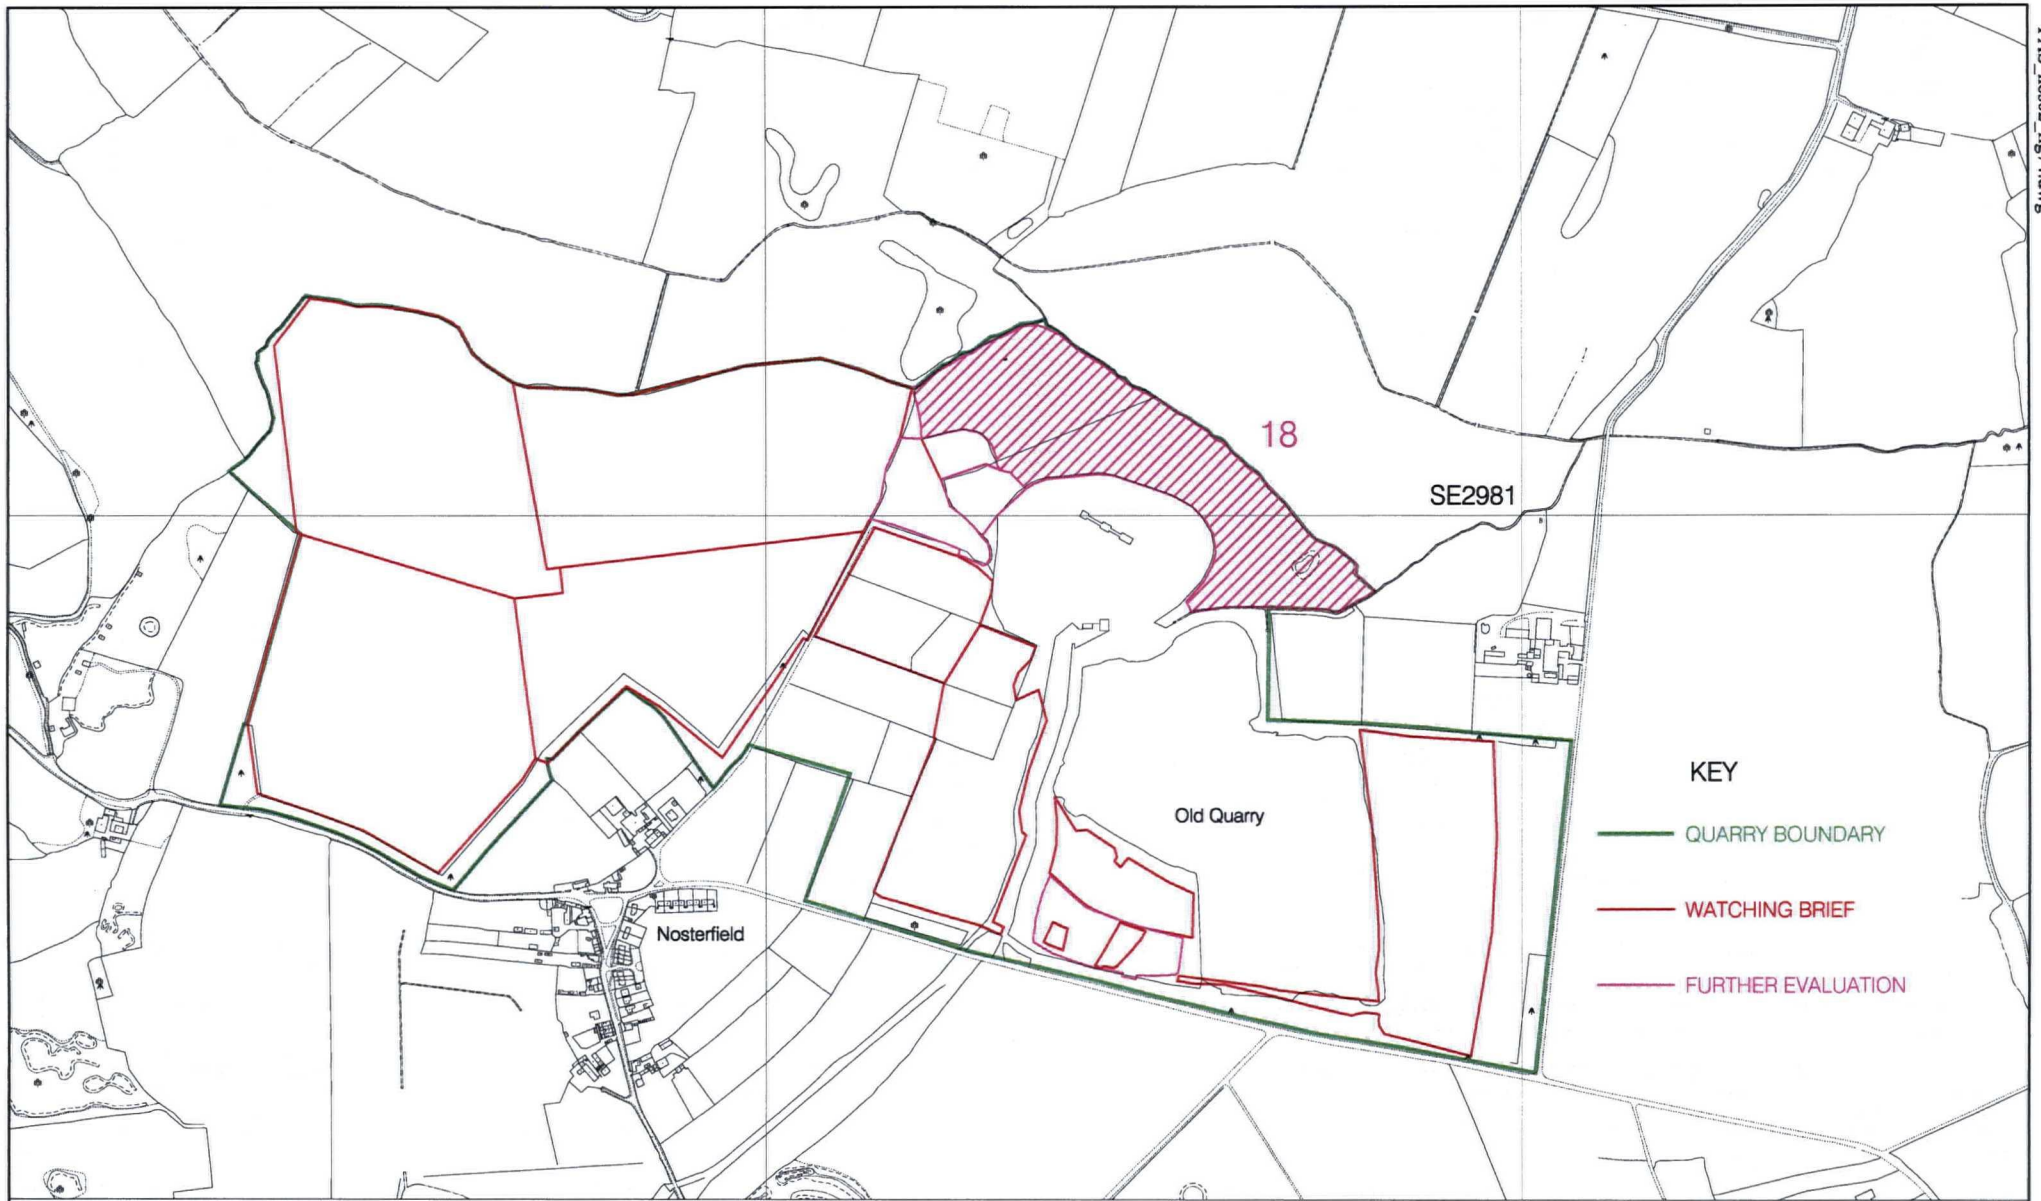 18
SE2981
KEY
Old Quarry
QUARRY BOUNDARY
WATCHING BRIEF
Nosterfield
FURTHER EVALUATION